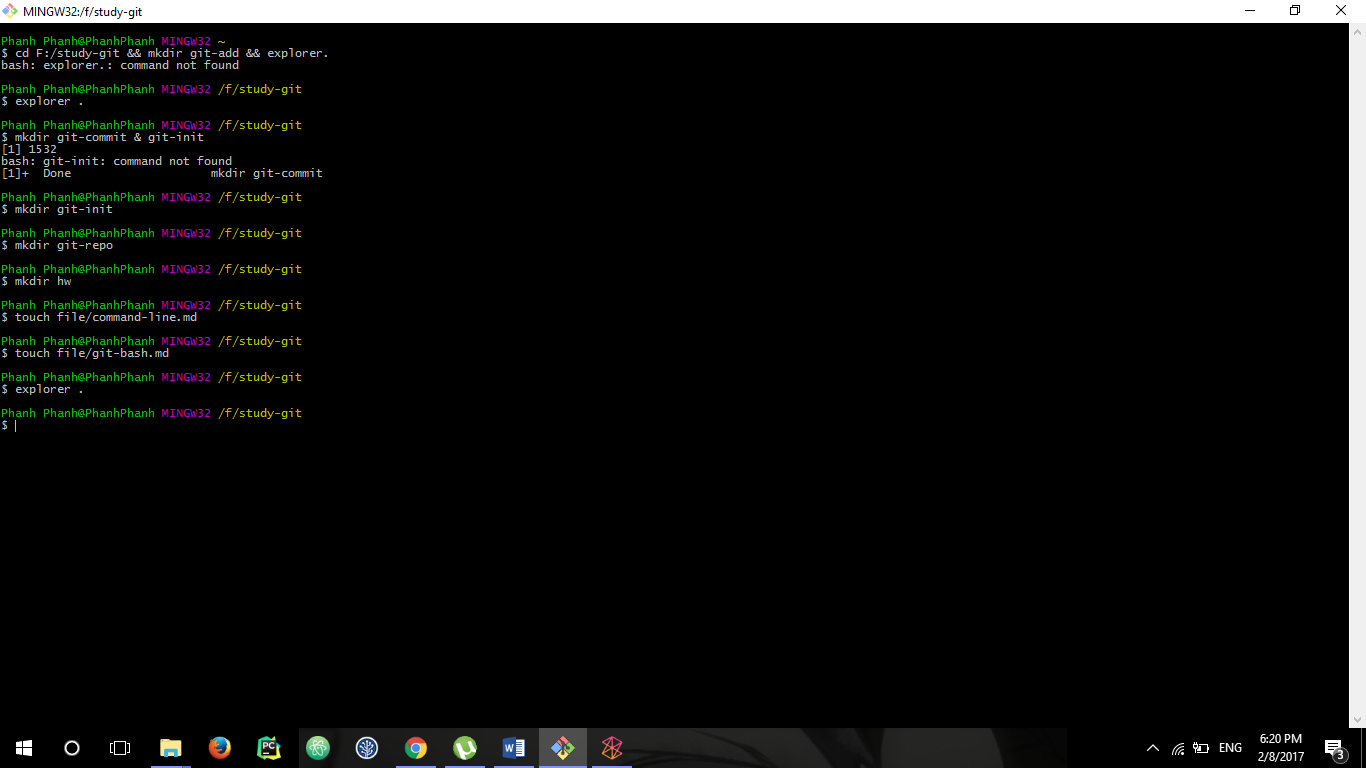 MINGW32:/f/study-git
Phanh Phanh@PhanhPhanh MINGW32 ~
$ cd F:/study-git && mkdir git-add && explorer.
bash: explorer.: command not found
Phanh Phanh@PhanhPhanh MINGW32 /f/study-git
$ explorer .
Phanh Phanh@PhanhPhanh MINGW32 /f/study-git
$ mkdir git-commit & git-init
[1] 1532
bash: git-init: command not found
[1]+  Done                    mkdir git-commit
Phanh Phanh@PhanhPhanh MINGW32 /f/study-git
$ mkdir git-init
Phanh Phanh@PhanhPhanh MINGW32 /f/study-git
$ mkdir git-repo
Phanh Phanh@PhanhPhanh MINGW32 /f/study-git
$ mkdir hw
Phanh Phanh@PhanhPhanh MINGW32 /f/study-git
$ touch file/command-line.md
Phanh Phanh@PhanhPhanh MINGW32 /f/study-git
$ touch file/git-bash.md
Phanh Phanh@PhanhPhanh MINGW32 /f/study-git
$ explorer .
Phanh Phanh@PhanhPhanh MINGW32 /f/study-git
$
PC
W
ENG
6:20 PM
2/8/2017
3